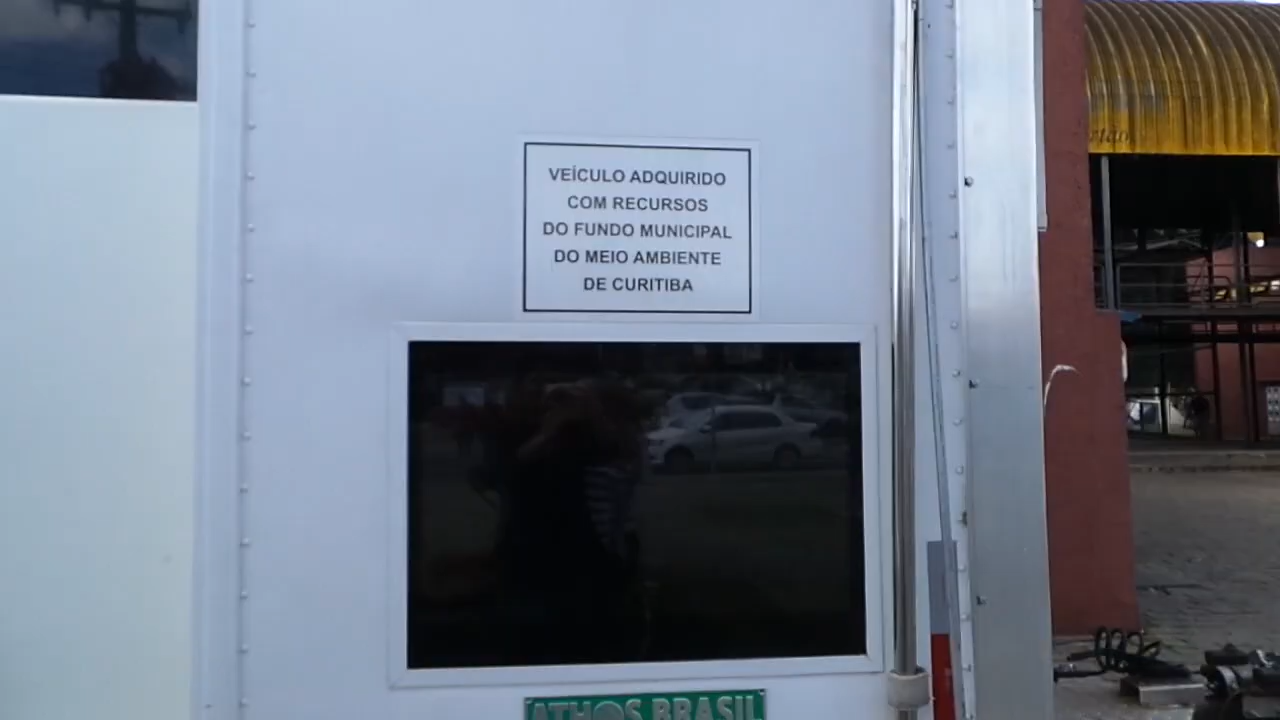 VEÍCULO ADQUIRIDO
COM RECURSOS
DO FUNDO MUNICIPAL
DO MEIO AMBIENTE
DE CURITIBA
ATHOS BRASIL